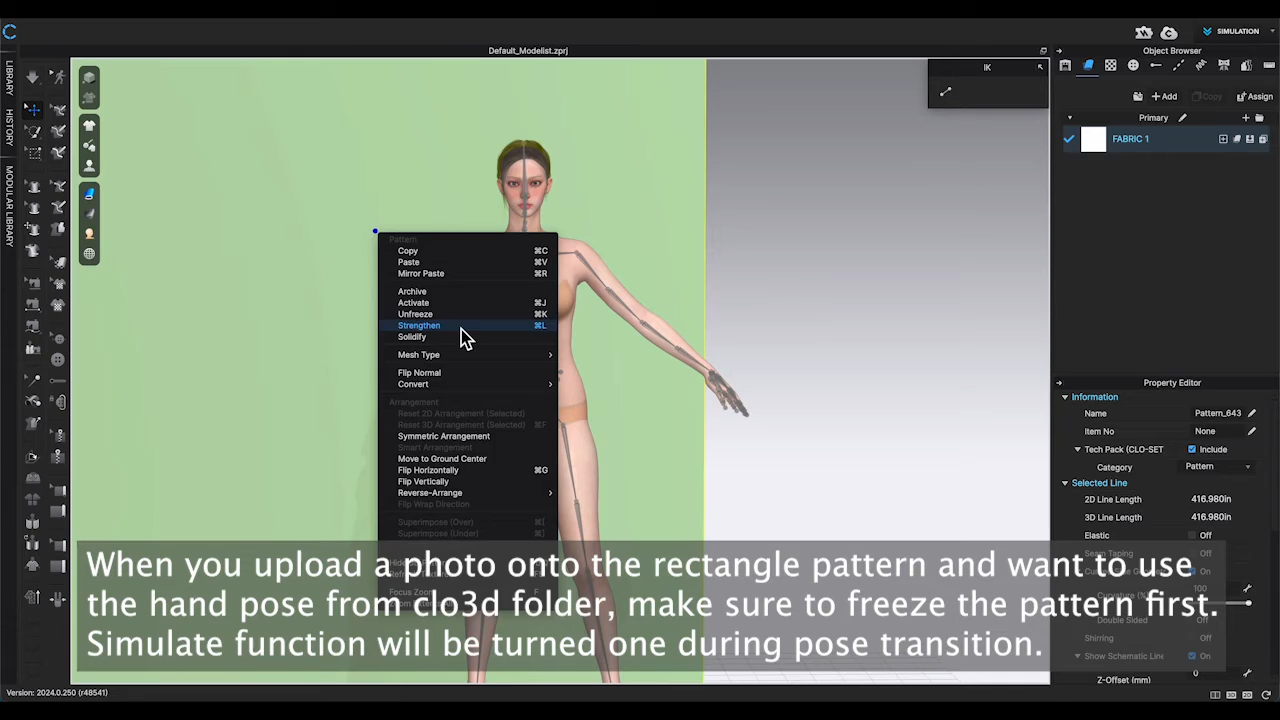 Default_Modelist.zprj
SIMULATION
LIBRARY
HISTORY
MODULAR LIBRARY
IK
Object Browser
Add
Copy
Assign
Primary
FABRIC 1
Pattern
Copy ⌘C
Paste ⌘V
Mirror Paste ⌘R
Archive
Activate ⌘J
Unfreeze ⌘K
Strengthen ⌘L
Solidify
Mesh Type
Flip Normal
Convert
Arrangement
Reset 2D Arrangement (Selected)
Reset 3D Arrangement (Selected) ⌘F
Symmetric Arrangement
Smart Arrangement
Move to Ground Center
Flip Horizontally ⌘G
Flip Vertically
Reverse-Arrange
Flip Wrap Direction
Superimpose (Over) ⌘[
Superimpose (Under) ⌘]
Property Editor
Information
Name Pattern_643
Item No None
Tech Pack (CLO-SET Include
Category Pattern
Selected Line
2D Line Length 416.980in
3D Line Length 416.980in
Elastic Off
Seam Taping Off
On
Curvature (%) 100
Double Sided Off
Shirring Off
Show Schematic Line On
Z-Offset (mm) 0
When you upload a photo onto the rectangle pattern and want to use
the hand pose from clo3d folder, make sure to freeze the pattern first.
Simulate function will be turned one during pose transition.
Version: 2024.0.250 (r48541)